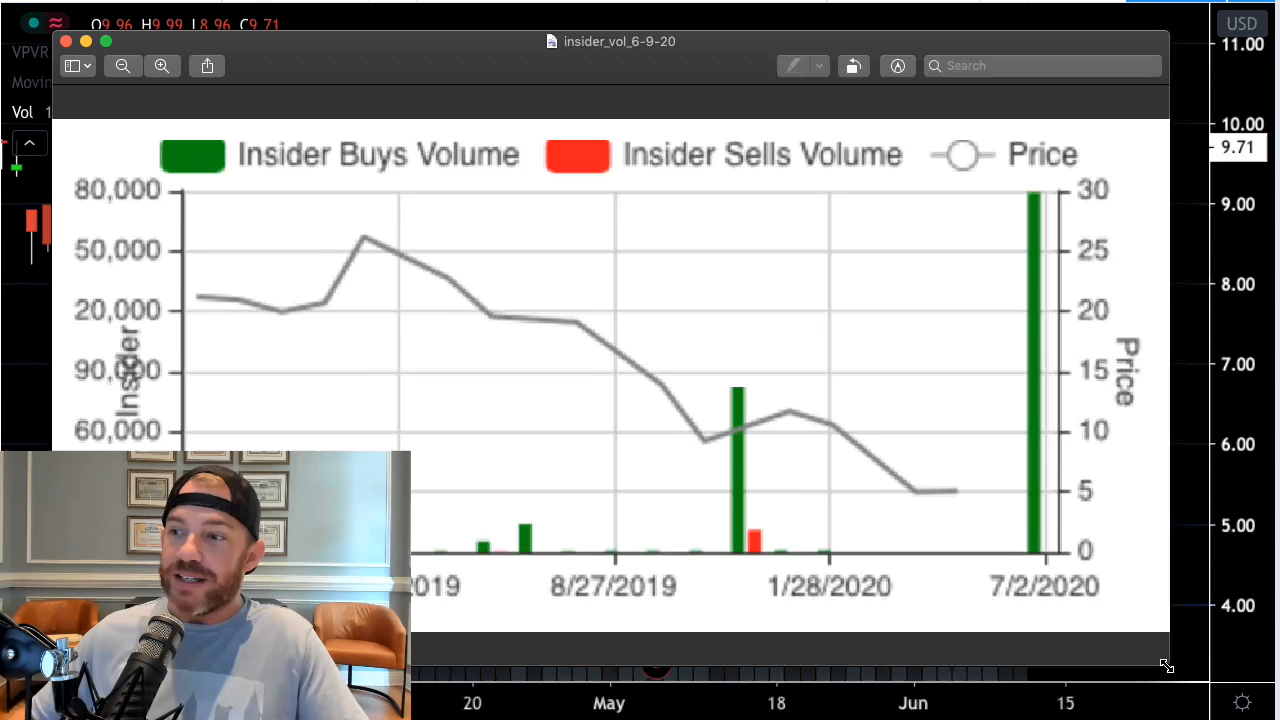 O9.96 H9.99 L8.96 C9.71
USD
insider_vol_6-9-20
11.00
VPVR
Search
Movin
Vol 1
10.00
9.71
Insider Buys Volume Insider Sells Volume Price
80,000 30
9.00
50,000 25
8.00
20,000 20
Insider
Price
7.00
90,000 15
60,000 10
6.00
5
5.00
0
2019 8/27/2019 1/28/2020 7/2/2020
4.00
20 May 18 Jun 15